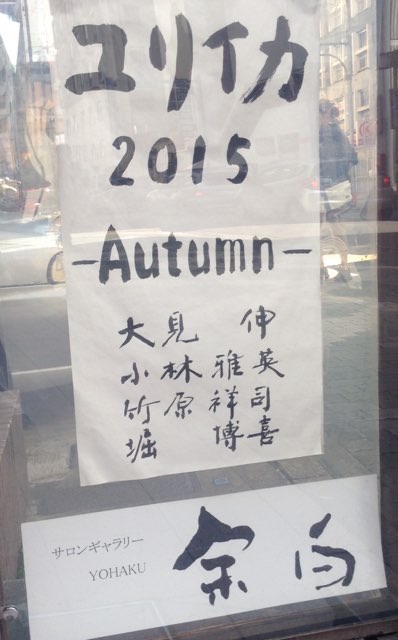 ユリイカ
2015
-Autumn-
大見 伸
小林 雅英
竹原 祥司
堀 博喜
サロンギャラリー
YOHAKU
余白